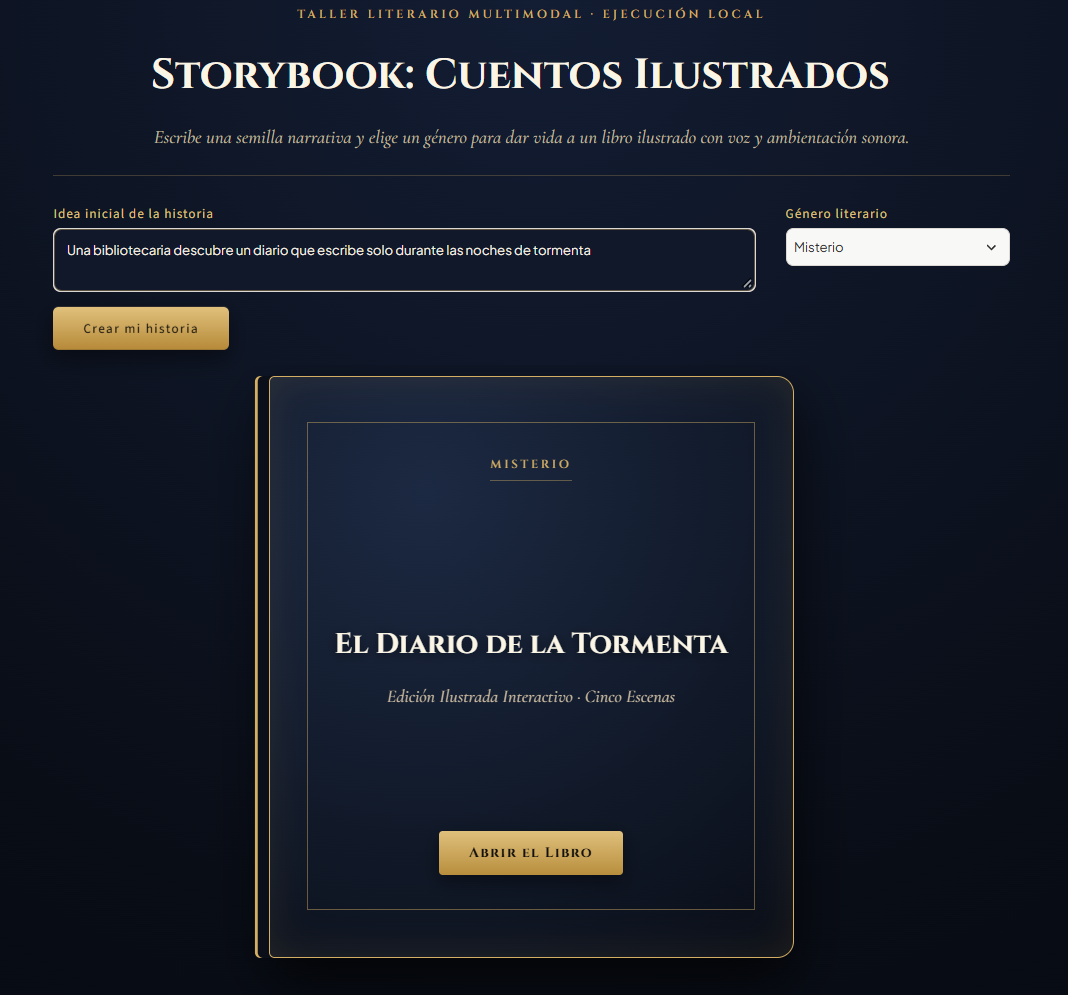 TALLER LITERARIO MULTIMODAL · EJECUCIÓN LOCAL
Storybook: Cuentos Ilustrados
Escribe una semilla narrativa y elige un género para dar vida a un libro ilustrado con voz y ambientación sonora.
Idea inicial de la historia
Género literario
Una bibliotecaria descubre un diario que escribe solo durante las noches de tormenta
Misterio
Crear mi historia
MISTERIO
El Diario de la Tormenta
Edición Ilustrada Interactivo · Cinco Escenas
Abrir el Libro